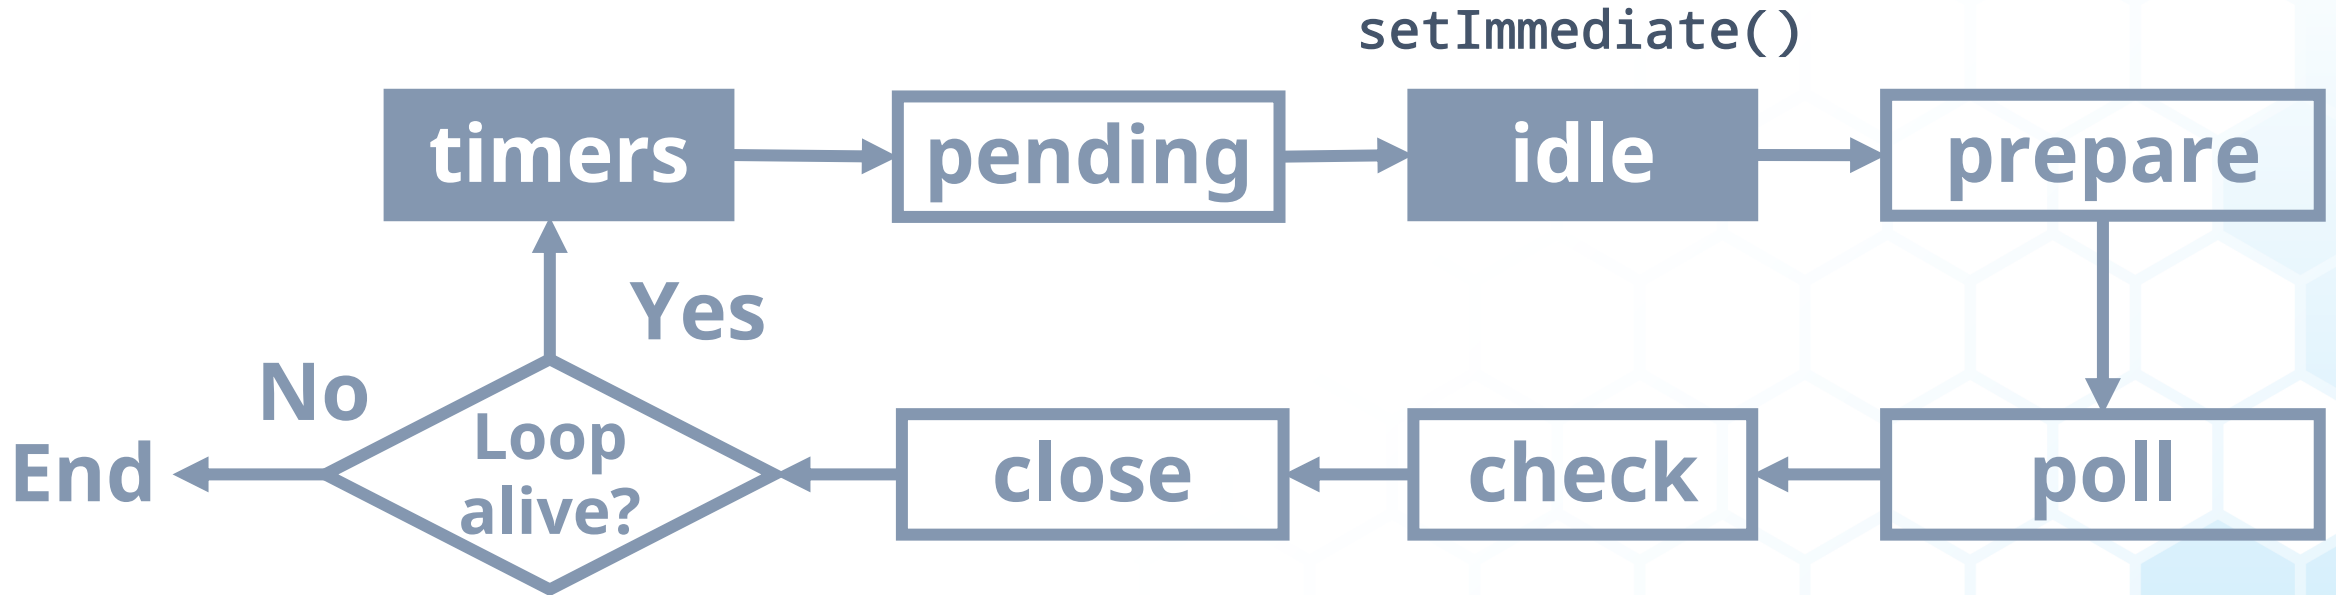 setImmediate()
timers
pending
idle
prepare
Yes
No
Loop
alive?
End
close
check
poll